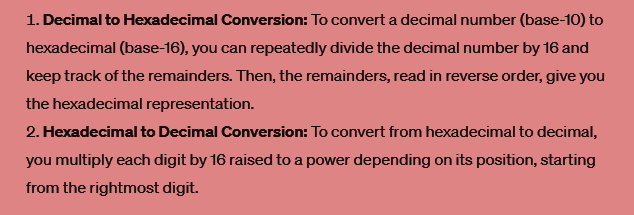 1. Decimal to Hexadecimal Conversion: To convert a decimal number (base-10) to
hexadecimal (base-16), you can repeatedly divide the decimal number by 16 and
keep track of the remainders. Then, the remainders, read in reverse order, give you
the hexadecimal representation.
2. Hexadecimal to Decimal Conversion: To convert from hexadecimal to decimal,
you multiply each digit by 16 raised to a power depending on its position, starting
from the rightmost digit.